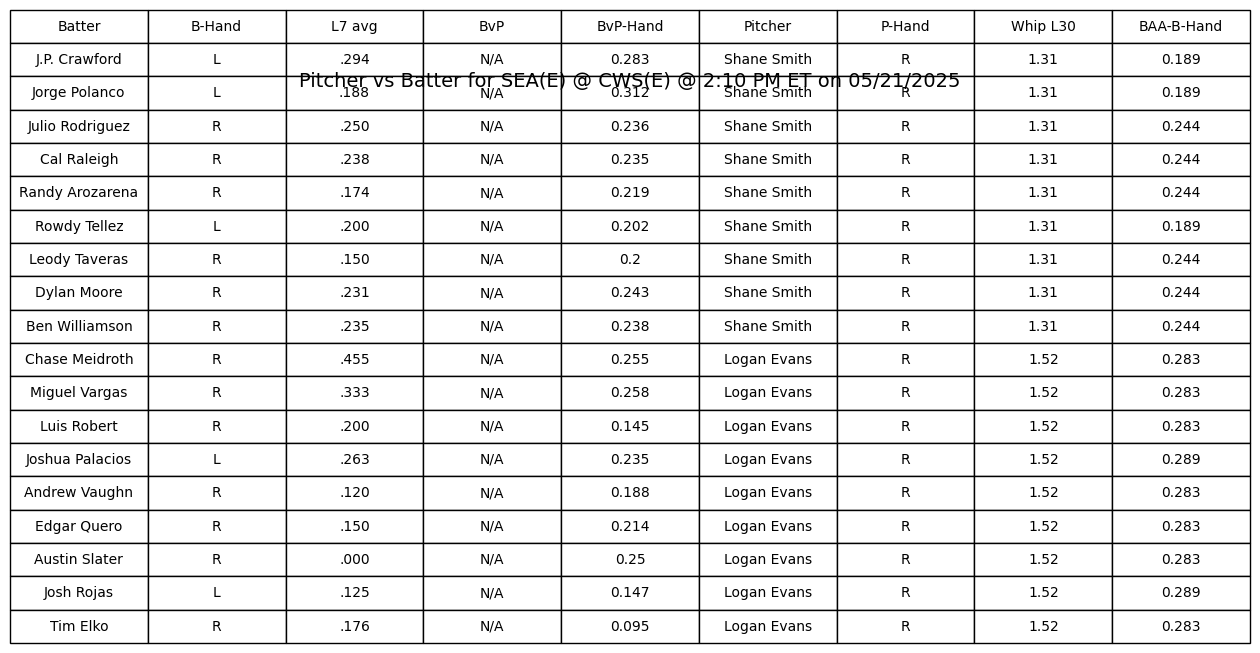 Batter B-Hand L7 avg BvP BvP-Hand Pitcher P-Hand Whip L30 BAA-B-Hand
J.P. Crawford L .294 N/A 0.283 Shane Smith R 1.31 0.189
Pitcher vs Batter for SEA(E) @ CWS(E) @ 2:10 PM ET on 05/21/2025
Jorge Polanco L .188 N/A 0.312 Shane Smith R 1.31 0.189
Julio Rodriguez R .250 N/A 0.236 Shane Smith R 1.31 0.244
Cal Raleigh R .238 N/A 0.235 Shane Smith R 1.31 0.244
Randy Arozarena R .174 N/A 0.219 Shane Smith R 1.31 0.244
Rowdy Tellez L .200 N/A 0.202 Shane Smith R 1.31 0.189
Leody Taveras R .150 N/A 0.2 Shane Smith R 1.31 0.244
Dylan Moore R .231 N/A 0.243 Shane Smith R 1.31 0.244
Ben Williamson R .235 N/A 0.238 Shane Smith R 1.31 0.244
Chase Meidroth R .455 N/A 0.255 Logan Evans R 1.52 0.283
Miguel Vargas R .333 N/A 0.258 Logan Evans R 1.52 0.283
Luis Robert R .200 N/A 0.145 Logan Evans R 1.52 0.283
Joshua Palacios L .263 N/A 0.235 Logan Evans R 1.52 0.289
Andrew Vaughn R .120 N/A 0.188 Logan Evans R 1.52 0.283
Edgar Quero R .150 N/A 0.214 Logan Evans R 1.52 0.283
Austin Slater R .000 N/A 0.25 Logan Evans R 1.52 0.283
Josh Rojas L .125 N/A 0.147 Logan Evans R 1.52 0.289
Tim Elko R .176 N/A 0.095 Logan Evans R 1.52 0.283